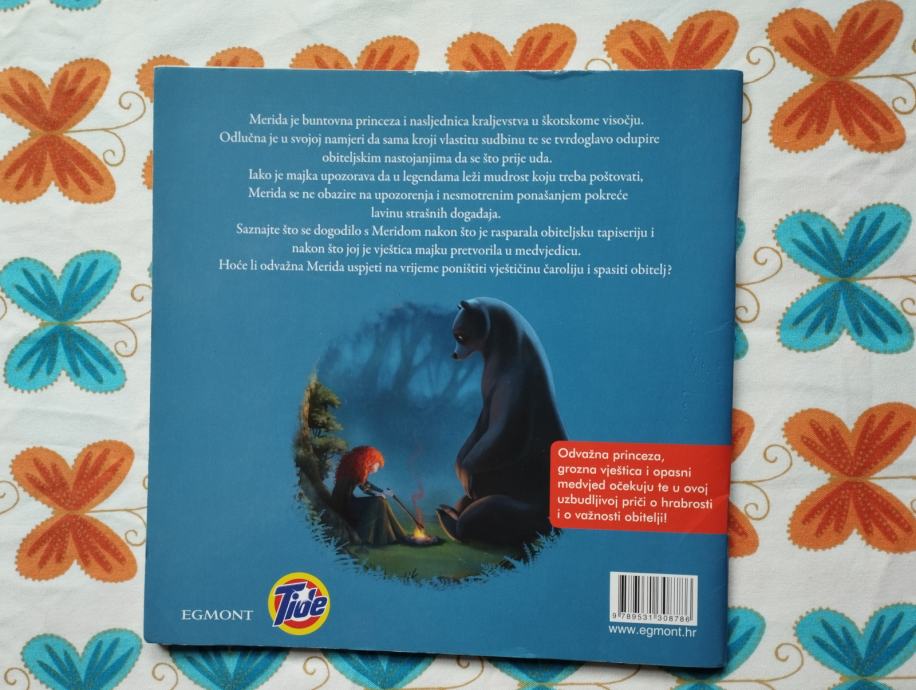 Merida je buntovna princeza i nasljednica kraljevstva u škotskome visočju.
Odlučna je u svojoj namjeri da sama kroji vlastitu sudbinu te se tvrdoglavo odupire
obiteljskim nastojanjima da se što prije uda.
Iako je majka upozorava da u legendama leži mudrost koju treba poštovati,
Merida se ne obazire na upozorenja i nesmotrenim ponašanjem pokreće
lavinu strašnih događaja.
Saznajte što se dogodilo s Meridom nakon što je rasparala obiteljsku tapiseriju i
nakon što joj je vještica majku pretvorila u medvjedicu.
Hoće li odvažna Merida uspjeti na vrijeme poništiti vještičinu čaroliju i spasiti obitelj?
Odvažna princeza,
grozna vještica i opasni
medvjed očekuju te u ovoj
uzbudljivoj priči o hrabrosti
i o važnosti obitelji!
EGMONT
Tide
9 789531 308786
www.egmont.hr